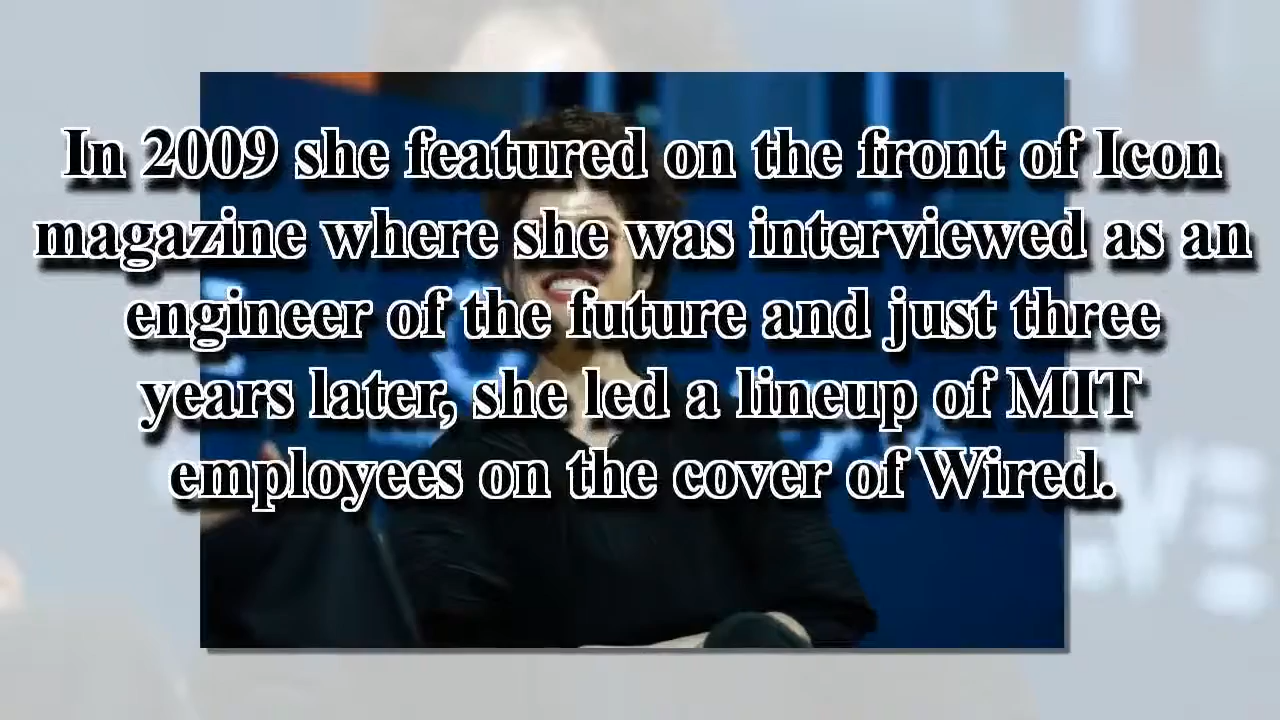 In 2009 she featured on the front of Icon
magazine where she was interviewed as an
engineer of the future and just three
years later, she led a lineup of MIT
employees on the cover of Wired.